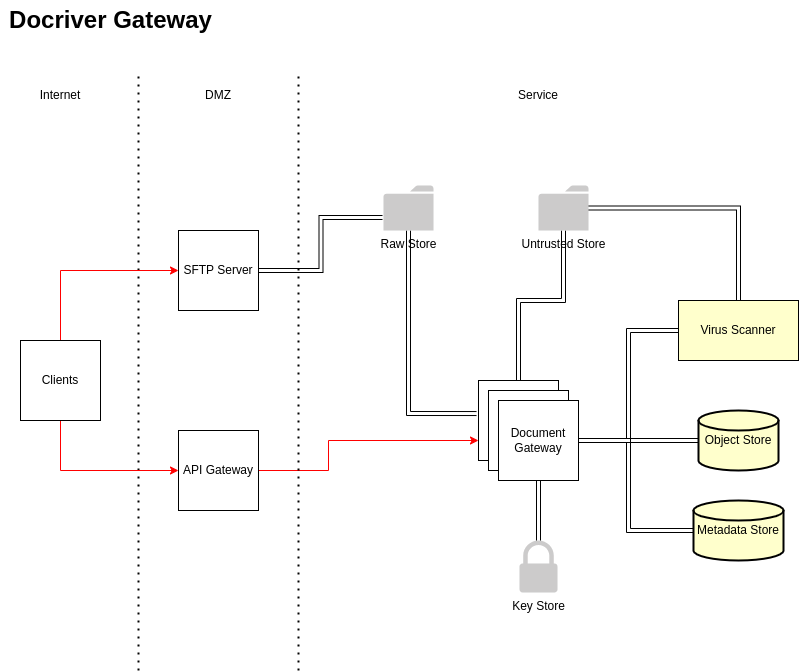 Docriver Gateway
Internet
DMZ
Service
Raw Store
Untrusted Store
SFTP Server
Virus Scanner
Clients
Document
Gateway
Object Store
API Gateway
Metadata Store
Key Store